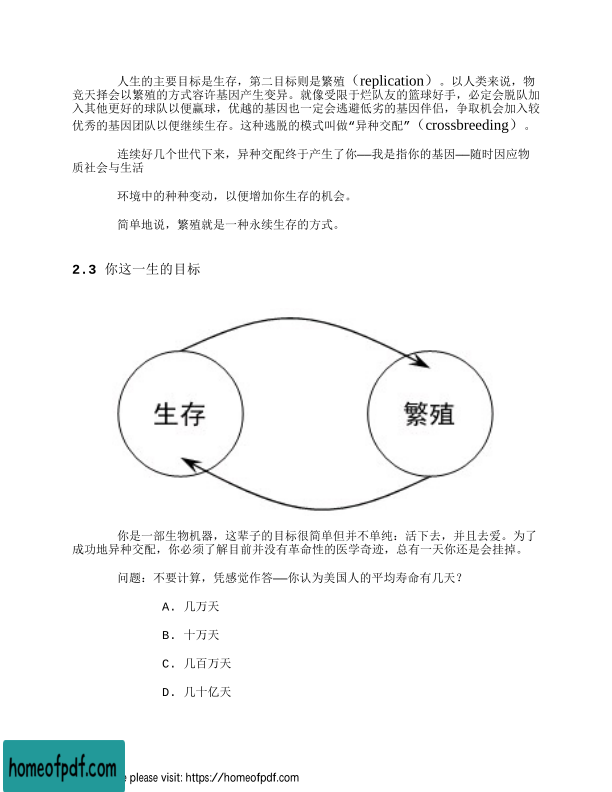 人生的主要目标是生存，第二目标则是繁殖（replication）。以人类来说，物
竞天择会以繁殖的方式容许基因产生变异。就像受限于烂队友的篮球好手，必定会脱队加
入其他更好的球队以便赢球，优越的基因也一定会逃避低劣的基因伴侣，争取机会加入较
优秀的基因团队以便继续生存。这种逃脱的模式叫做“异种交配”（crossbreeding）。
连续好几个世代下来，异种交配终于产生了你——我是指你的基因——随时因应物
质社会与生活
环境中的种种变动，以便增加你生存的机会。
简单地说，繁殖就是一种永续生存的方式。
2.3 你这一生的目标
生存
繁殖
你是一部生物机器，这辈子的目标很简单但并不单纯：活下去，并且去爱。为了
成功地异种交配，你必须了解目前并没有革命性的医学奇迹，总有一天你还是会挂掉。
问题：不要计算，凭感觉作答——你认为美国人的平均寿命有几天？
A. 几万天
B. 十万天
C. 几百万天
D. 几十亿天
homeofpdf.com
e please visit: https://homeofpdf.com